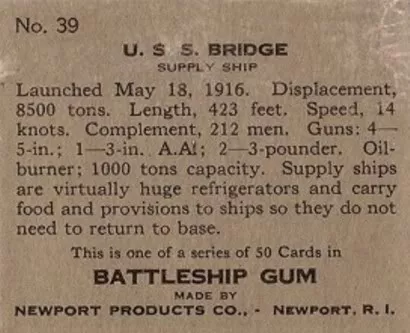 No. 39
U. S. S. BRIDGE
SUPPLY SHIP
Launched May 18, 1916. Displacement,
8500 tons. Length, 423 feet. Speed, 14
knots. Complement, 212 men. Guns: 4—
5-in.; 1—3-in. A.A.; 2—3-pounder. Oil-
burner; 1000 tons capacity. Supply ships
are virtually huge refrigerators and carry
food and provisions to ships so they do not
need to return to base.
This is one of a series of 50 Cards in
BATTLESHIP GUM
MADE BY
NEWPORT PRODUCTS CO., - NEWPORT, R. I.